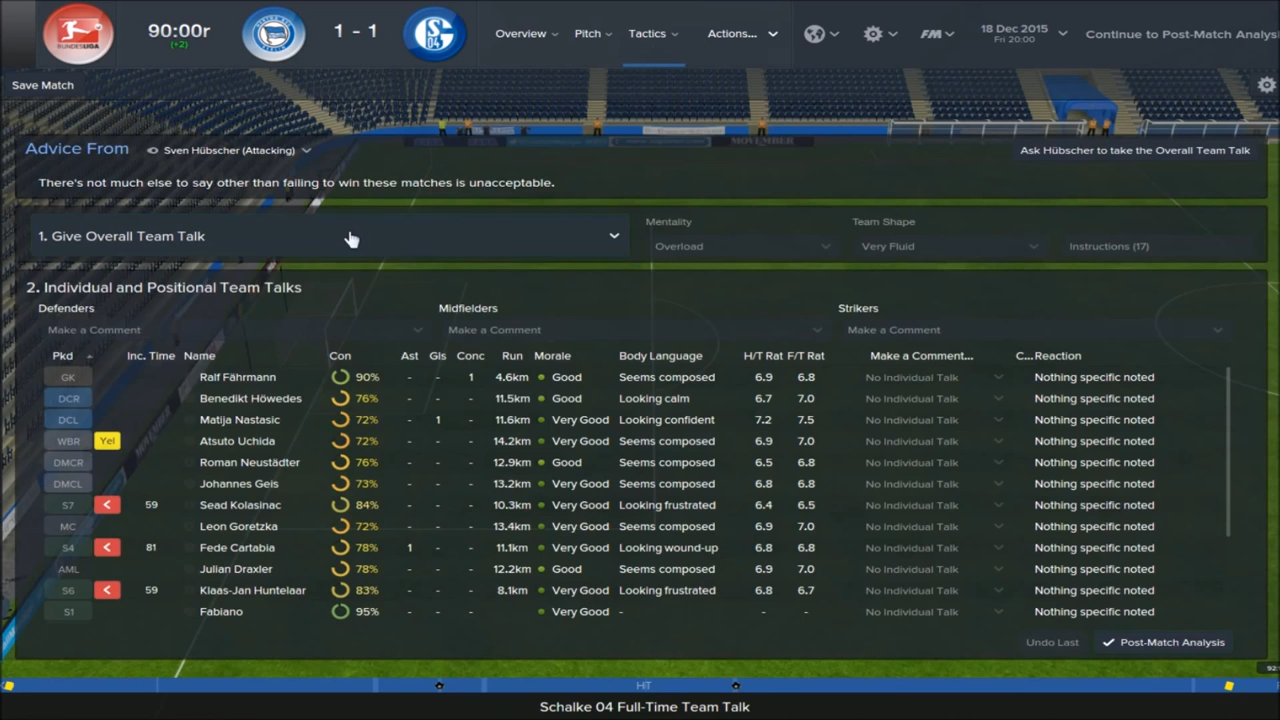 90:00r 1 - 1 Overview Pitch Tactics Actions... FM 18 Dec 2015 Continue to Post-Match Analys
(+2) Fri 20:00
BUNDESLIGA
Save Match
Advice From Sven Hübscher (Attacking) Ask Hübscher to take the Overall Team Talk
There's not much else to say other than failing to win these matches is unacceptable.
Mentality Team Shape
1. Give Overall Team Talk Overload Very Fluid Instructions (17)
2. Individual and Positional Team Talks
Defenders Midfielders Strikers
Make a Comment Make a Comment Make a Comment
Pkd Inc. Time Name Con Ast Gls Conc Run Morale Body Language H/T Rat F/T Rat Make a Comment... C... Reaction
GK Ralf Fährmann 90% - - 1 4.6km Good Seems composed 6.9 6.8 No Individual Talk Nothing specific noted
DCR Benedikt Höwedes 76% - - - 11.5km Good Looking calm 6.7 7.0 No Individual Talk Nothing specific noted
DCL Matija Nastasic 72% - 1 - 11.6km Very Good Looking confident 7.2 7.5 No Individual Talk Nothing specific noted
WBR Yel Atsuto Uchida 72% - - - 14.2km Very Good Seems composed 6.9 7.0 No Individual Talk Nothing specific noted
DMCR Roman Neustädter 76% - - - 12.9km Good Seems composed 6.5 6.8 No Individual Talk Nothing specific noted
DMCL Johannes Geis 73% - - - 13.2km Very Good Seems composed 6.8 6.8 No Individual Talk Nothing specific noted
S7 59 Sead Kolasinac 84% - - - 10.3km Very Good Looking frustrated 6.4 6.5 No Individual Talk Nothing specific noted
MC Leon Goretzka 72% - - - 13.4km Very Good Seems composed 6.9 7.0 No Individual Talk Nothing specific noted
S4 81 Fede Cartabia 78% 1 - - 11.1km Very Good Looking wound-up 6.8 6.8 No Individual Talk Nothing specific noted
AML Julian Draxler 78% - - - 12.2km Good Seems composed 6.8 7.0 No Individual Talk Nothing specific noted
S6 59 Klaas-Jan Huntelaar 83% - - - 8.1km Very Good Looking frustrated 6.8 6.7 No Individual Talk Nothing specific noted
S1 Fabiano 95% Very Good - - - No Individual Talk Nothing specific noted
Undo Last Post-Match Analysis
HT
Schalke 04 Full-Time Team Talk